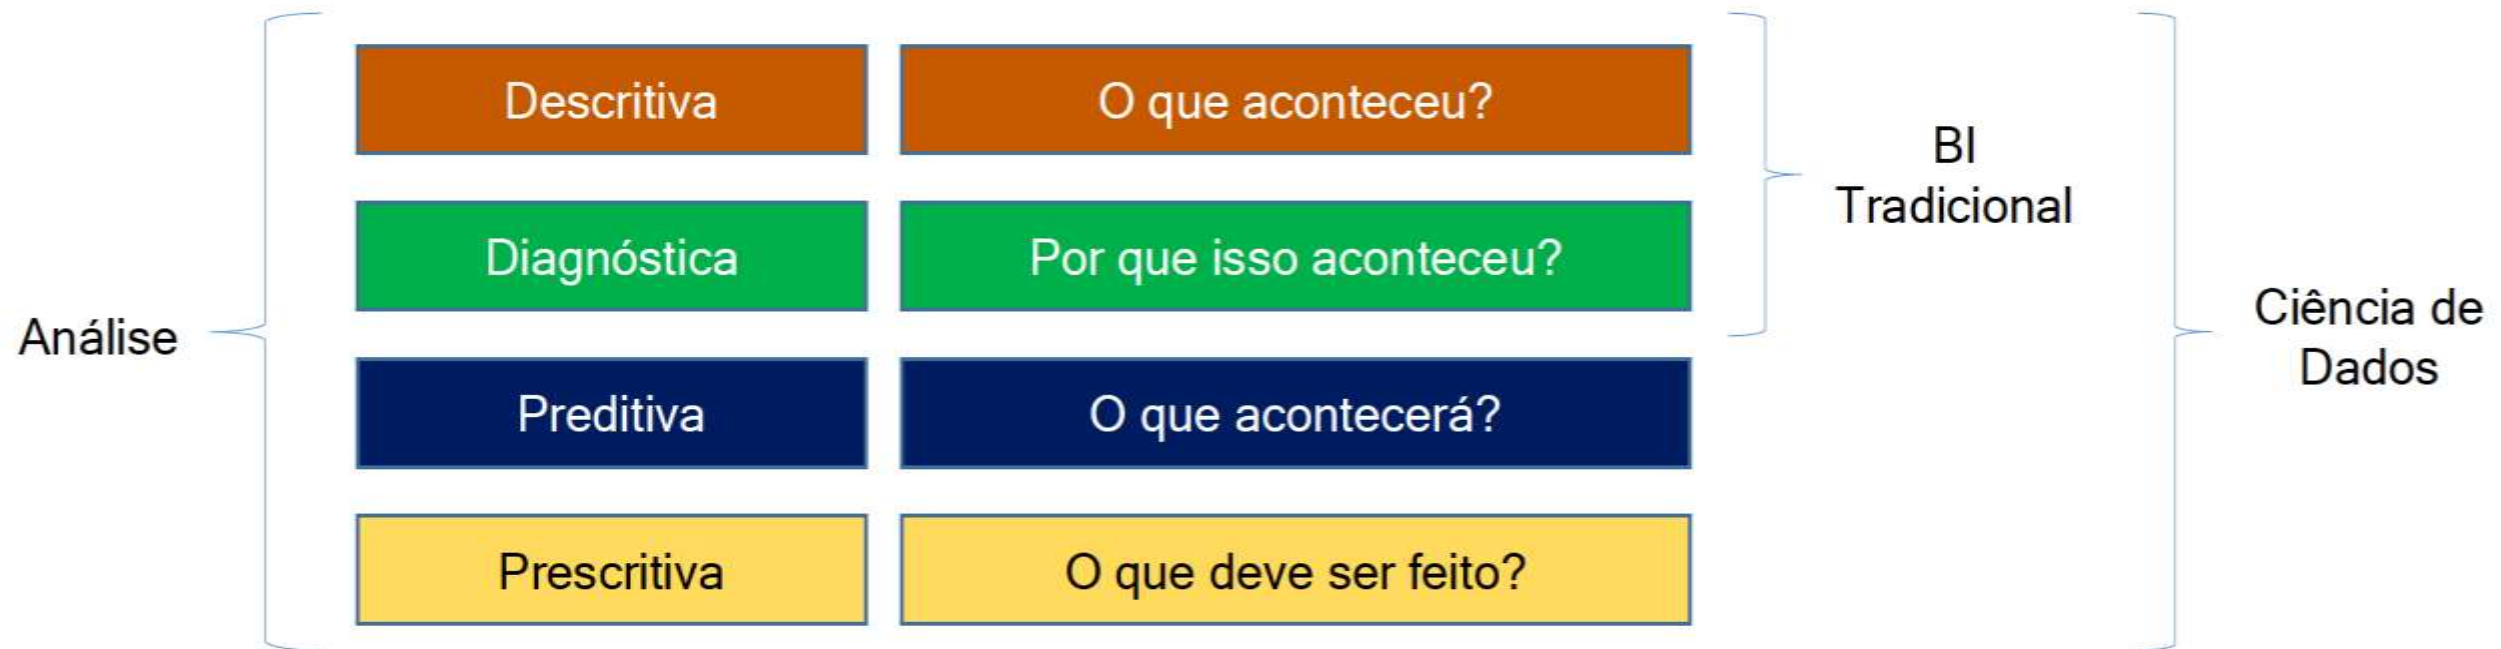 Análise
Descritiva
O que aconteceu?
Diagnóstica
Por que isso aconteceu?
Preditiva
O que acontecerá?
Prescritiva
O que deve ser feito?
BI
Tradicional
Ciência de
Dados